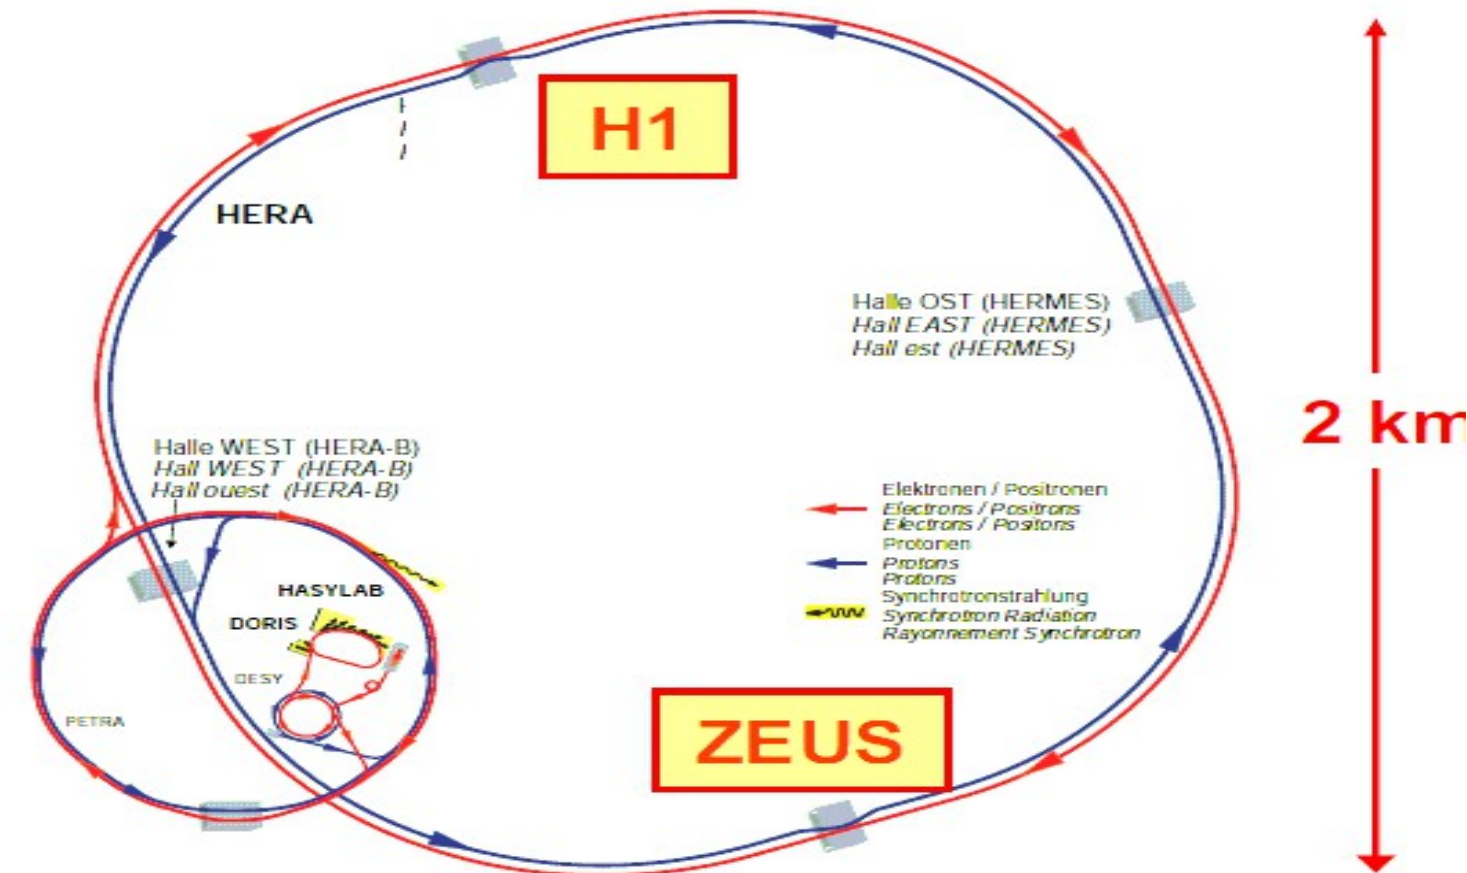 H1
HERA
Halle OST (HERMES)
Hall EAST (HERMES)
Hall est (HERMES)
2 km
Halle WEST (HERA-B)
Hall WEST (HERA-B)
Hall ouest (HERA-B)
Elektronen / Positronen
Electrons / Positrons
Electrons / Positons
Protonen
Protons
Protons
Synchrotronstrahlung
Synchrotron Radiation
Rayonnement Synchrotron
HASYLAB
DORIS
DESY
PETRA
ZEUS